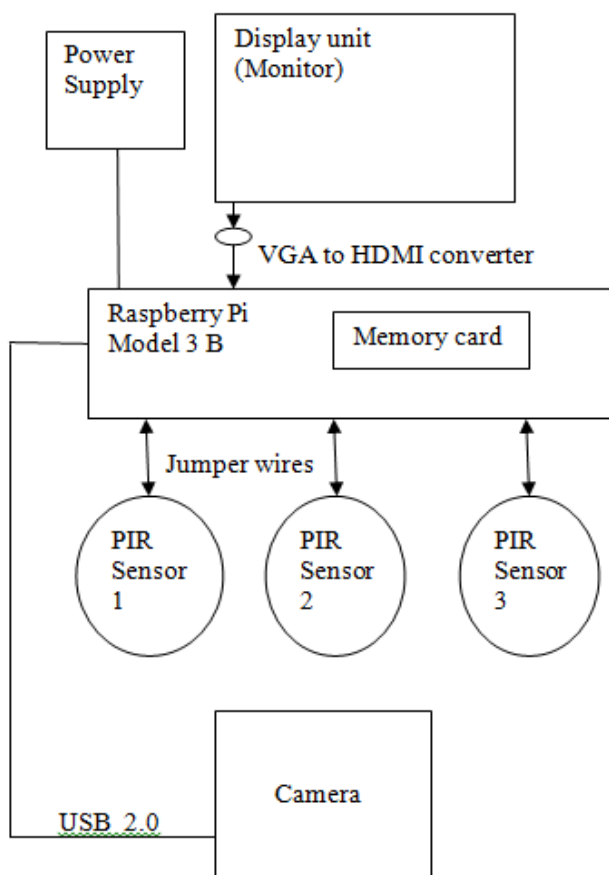 Power
Supply
Display unit
(Monitor)
VGA to HDMI converter
Raspberry Pi
Model 3 B
Memory card
Jumper wires
PIR
Sensor
1
PIR
Sensor
2
PIR
Sensor
3
Camera
USB 2.0